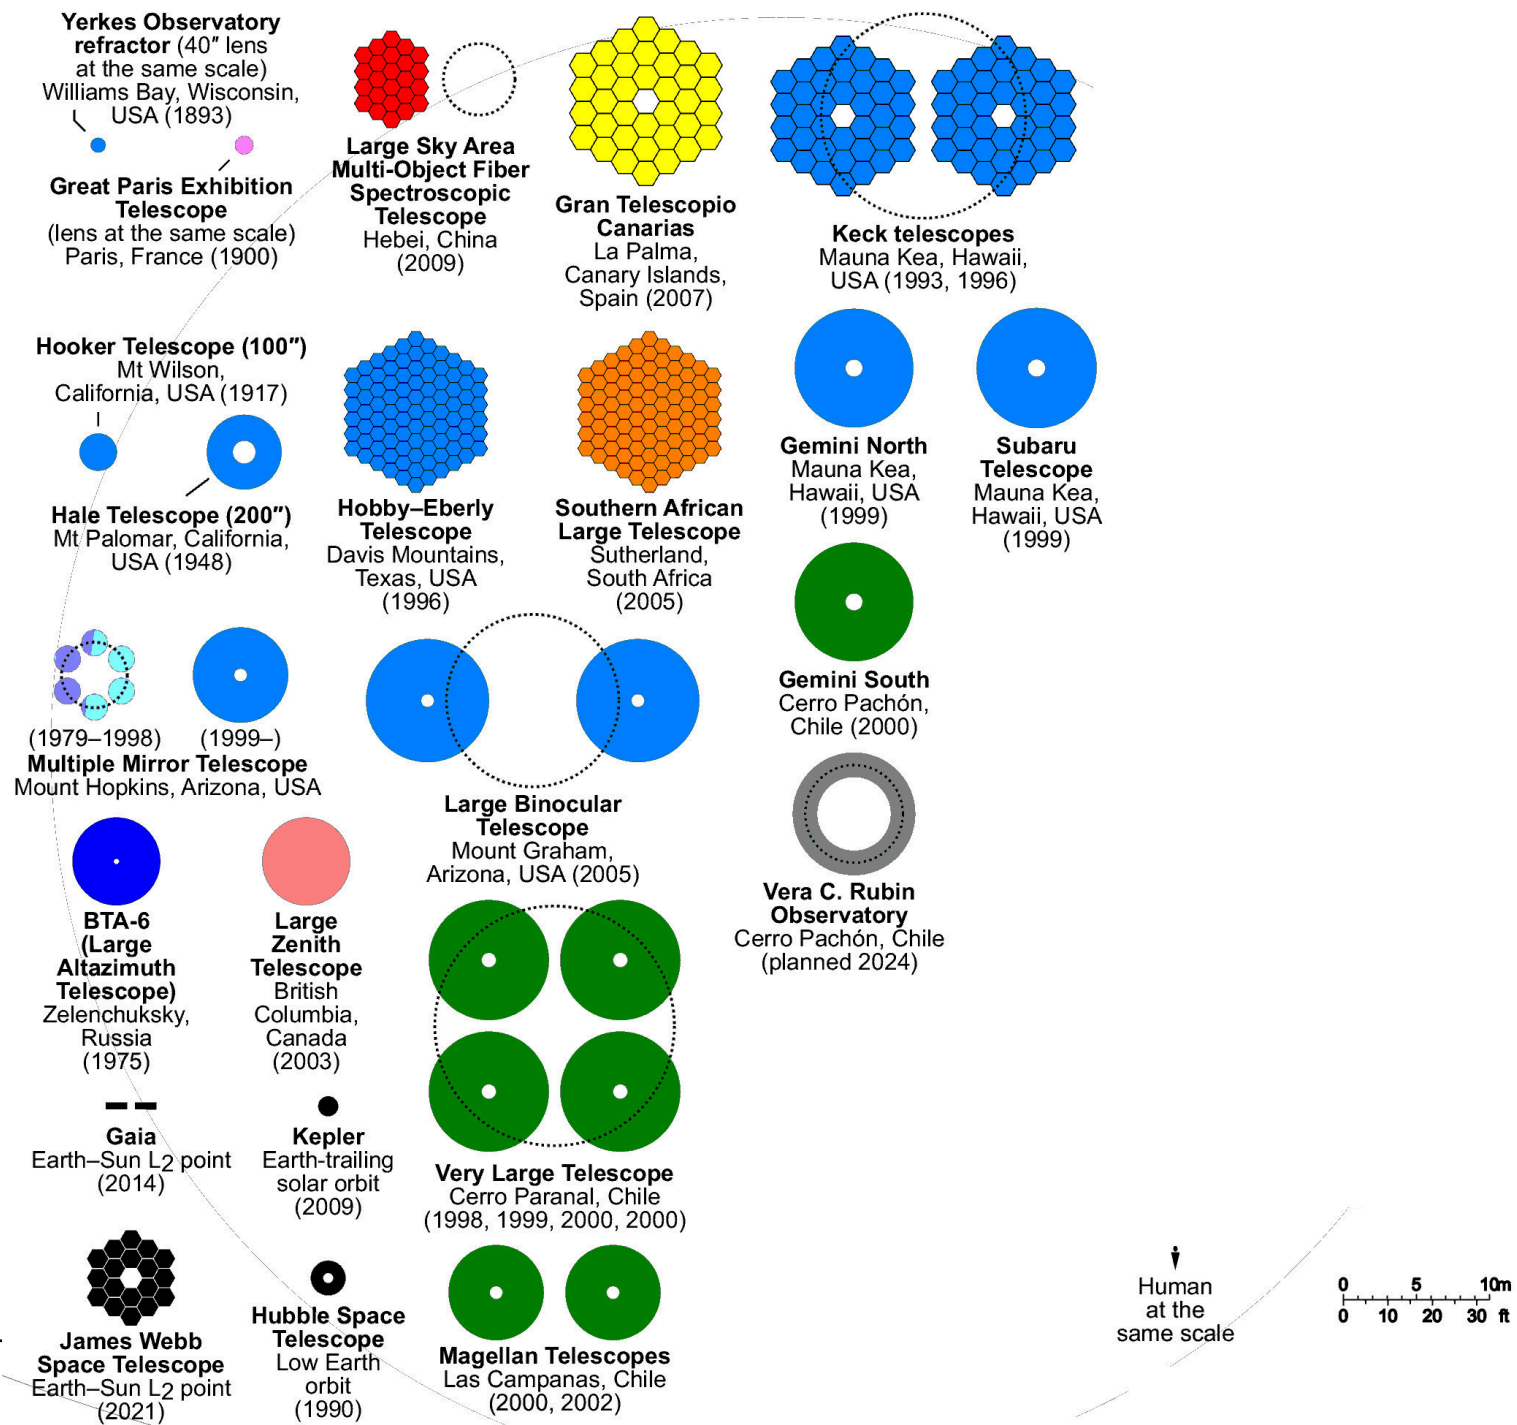 Yerkes Observatory
refractor (40″ lens
at the same scale)
Williams Bay, Wisconsin,
USA (1893)
Great Paris Exhibition
Telescope
(lens at the same scale)
Paris, France (1900)
Large Sky Area
Multi-Object Fiber
Spectroscopic
Telescope
Hebei, China
(2009)
Gran Telescopio
Canarias
La Palma,
Canary Islands,
Spain (2007)
Keck telescopes
Mauna Kea, Hawaii,
USA (1993, 1996)
Hooker Telescope (100″)
Mt Wilson,
California, USA (1917)
Hale Telescope (200″)
Mt Palomar, California,
USA (1948)
Hobby–Eberly
Telescope
Davis Mountains,
Texas, USA
(1996)
Southern African
Large Telescope
Sutherland,
South Africa
(2005)
Gemini North
Mauna Kea,
Hawaii, USA
(1999)
Subaru
Telescope
Mauna Kea,
Hawaii, USA
(1999)
Gemini South
Cerro Pachón,
Chile (2000)
(1979–1998) (1999–)
Multiple Mirror Telescope
Mount Hopkins, Arizona, USA
Large Binocular
Telescope
Mount Graham,
Arizona, USA (2005)
Vera C. Rubin
Observatory
Cerro Pachón, Chile
(planned 2024)
BTA-6
(Large
Altazimuth
Telescope)
Zelenchuksky,
Russia
(1975)
Large
Zenith
Telescope
British
Columbia,
Canada
(2003)
Gaia
Earth–Sun L2 point
(2014)
Kepler
Earth-trailing
solar orbit
(2009)
Very Large Telescope
Cerro Paranal, Chile
(1998, 1999, 2000, 2000)
James Webb
Space Telescope
Earth–Sun L2 point
(2021)
Hubble Space
Telescope
Low Earth
orbit
(1990)
Magellan Telescopes
Las Campanas, Chile
(2000, 2002)
Human
at the
same scale
0 5 10m
0 10 20 30 ft